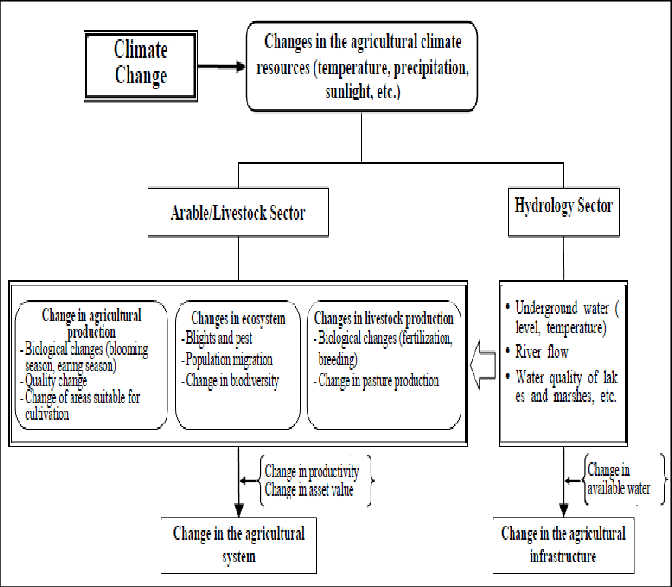 Climate
Change
Changes in the agricultural climate
resources (temperature, precipitation,
sunlight, etc.)
Arable/Livestock Sector
Hydrology Sector
Change in agricultural
production
- Biological changes (blooming
season, earing season)
- Quality change
- Change of areas suitable for
cultivation
Changes in ecosystem
- Blights and pest
- Population migration
- Change in biodiversity
Changes in livestock production
- Biological changes (fertilization,
breeding)
- Change in pasture production
• Underground water (
level, temperature)
• River flow
• Water quality of lak
es and marshes, etc.
Change in productivity
Change in asset value
Change in
available water
Change in the agricultural
system
Change in the agricultural
infrastructure